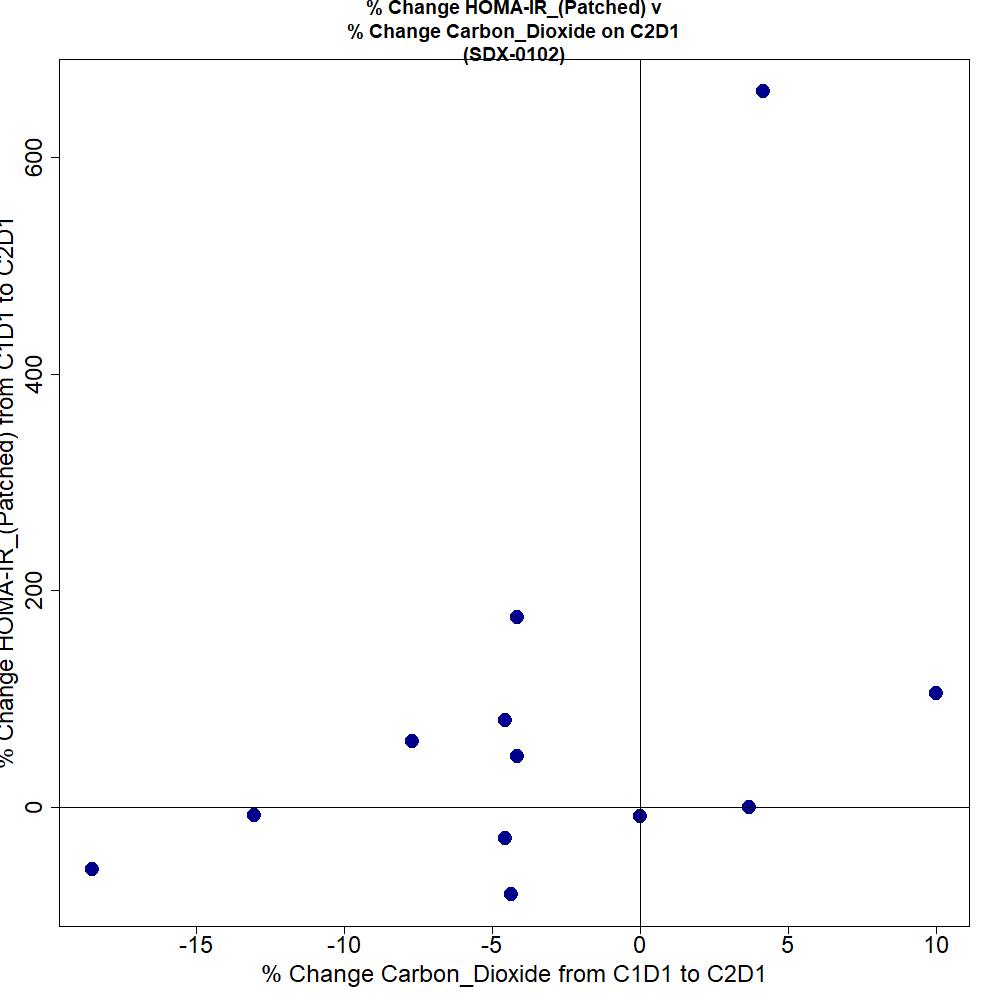 % Change HOMA-IR_(Patched) v
% Change Carbon_Dioxide on C2D1
(SDX-0102)
% Change HOMA-IR_(Patched) from C1D1 to C2D1
600
400
200
0
-15 -10 -5 0 5 10
% Change Carbon_Dioxide from C1D1 to C2D1